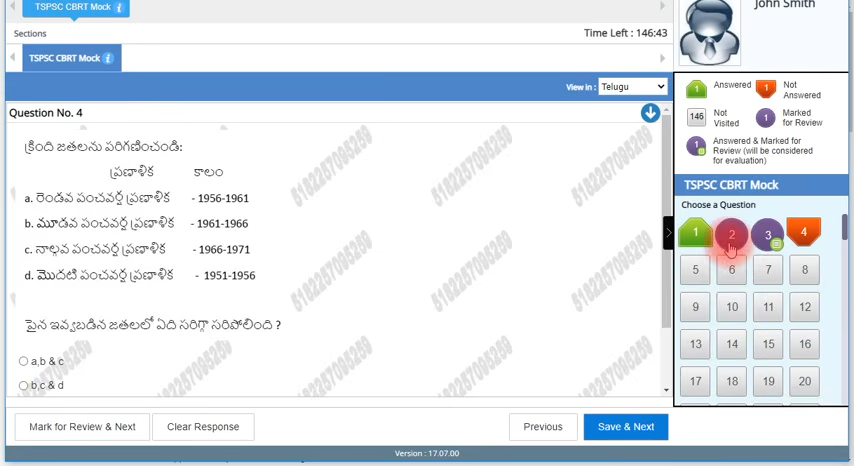 TSPSC CBRT Mock i
John Smith
Sections
Time Left : 146:43
TSPSC CBRT Mock i
View in : Telugu
Question No. 4
క్రింది జతలను పరిగణించండి:
ప్రణాళిక కాలం
a. రెండవ పంచవర్ష ప్రణాళిక - 1956-1961
b. మూడవ పంచవర్ష ప్రణాళిక - 1961-1966
c. నాల్గవ పంచవర్ష ప్రణాళిక - 1966-1971
d. మొదటి పంచవర్ష ప్రణాళిక - 1951-1956
పైన ఇవ్వబడిన జతలలో ఏది సరిగ్గా సరిపోలింది ?
a,b & c
b,c & d
Mark for Review & Next
Clear Response
Previous
Save & Next
Version : 17.07.00
1 Answered
1 Not Answered
146 Not Visited
1 Marked for Review
1 Answered & Marked for Review (will be considered for evaluation)
TSPSC CBRT Mock
Choose a Question
1 2 3 4
5 6 7 8
9 10 11 12
13 14 15 16
17 18 19 20